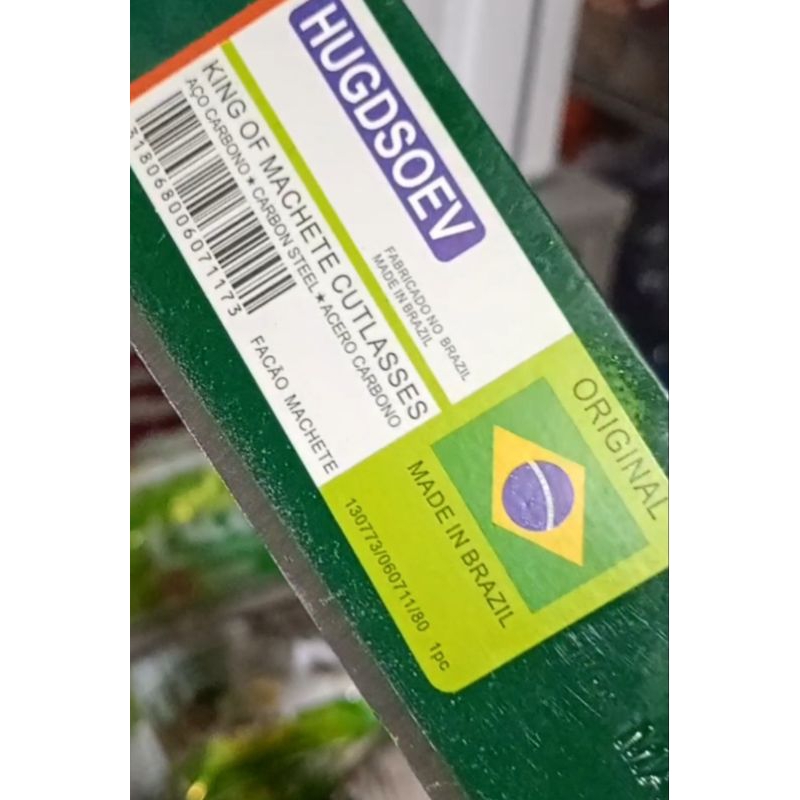 HUGDSOEV
FABRICADO NO BRAZIL
MADE IN BRAZIL
KING OF MACHETE CUTLASSES
AÇO CARBONO ★ CARBON STEEL ★ ACERO CARBONO
318068006071173
FACÃO MACHETE
ORIGINAL
MADE IN BRAZIL
130773/060711/80 1pc